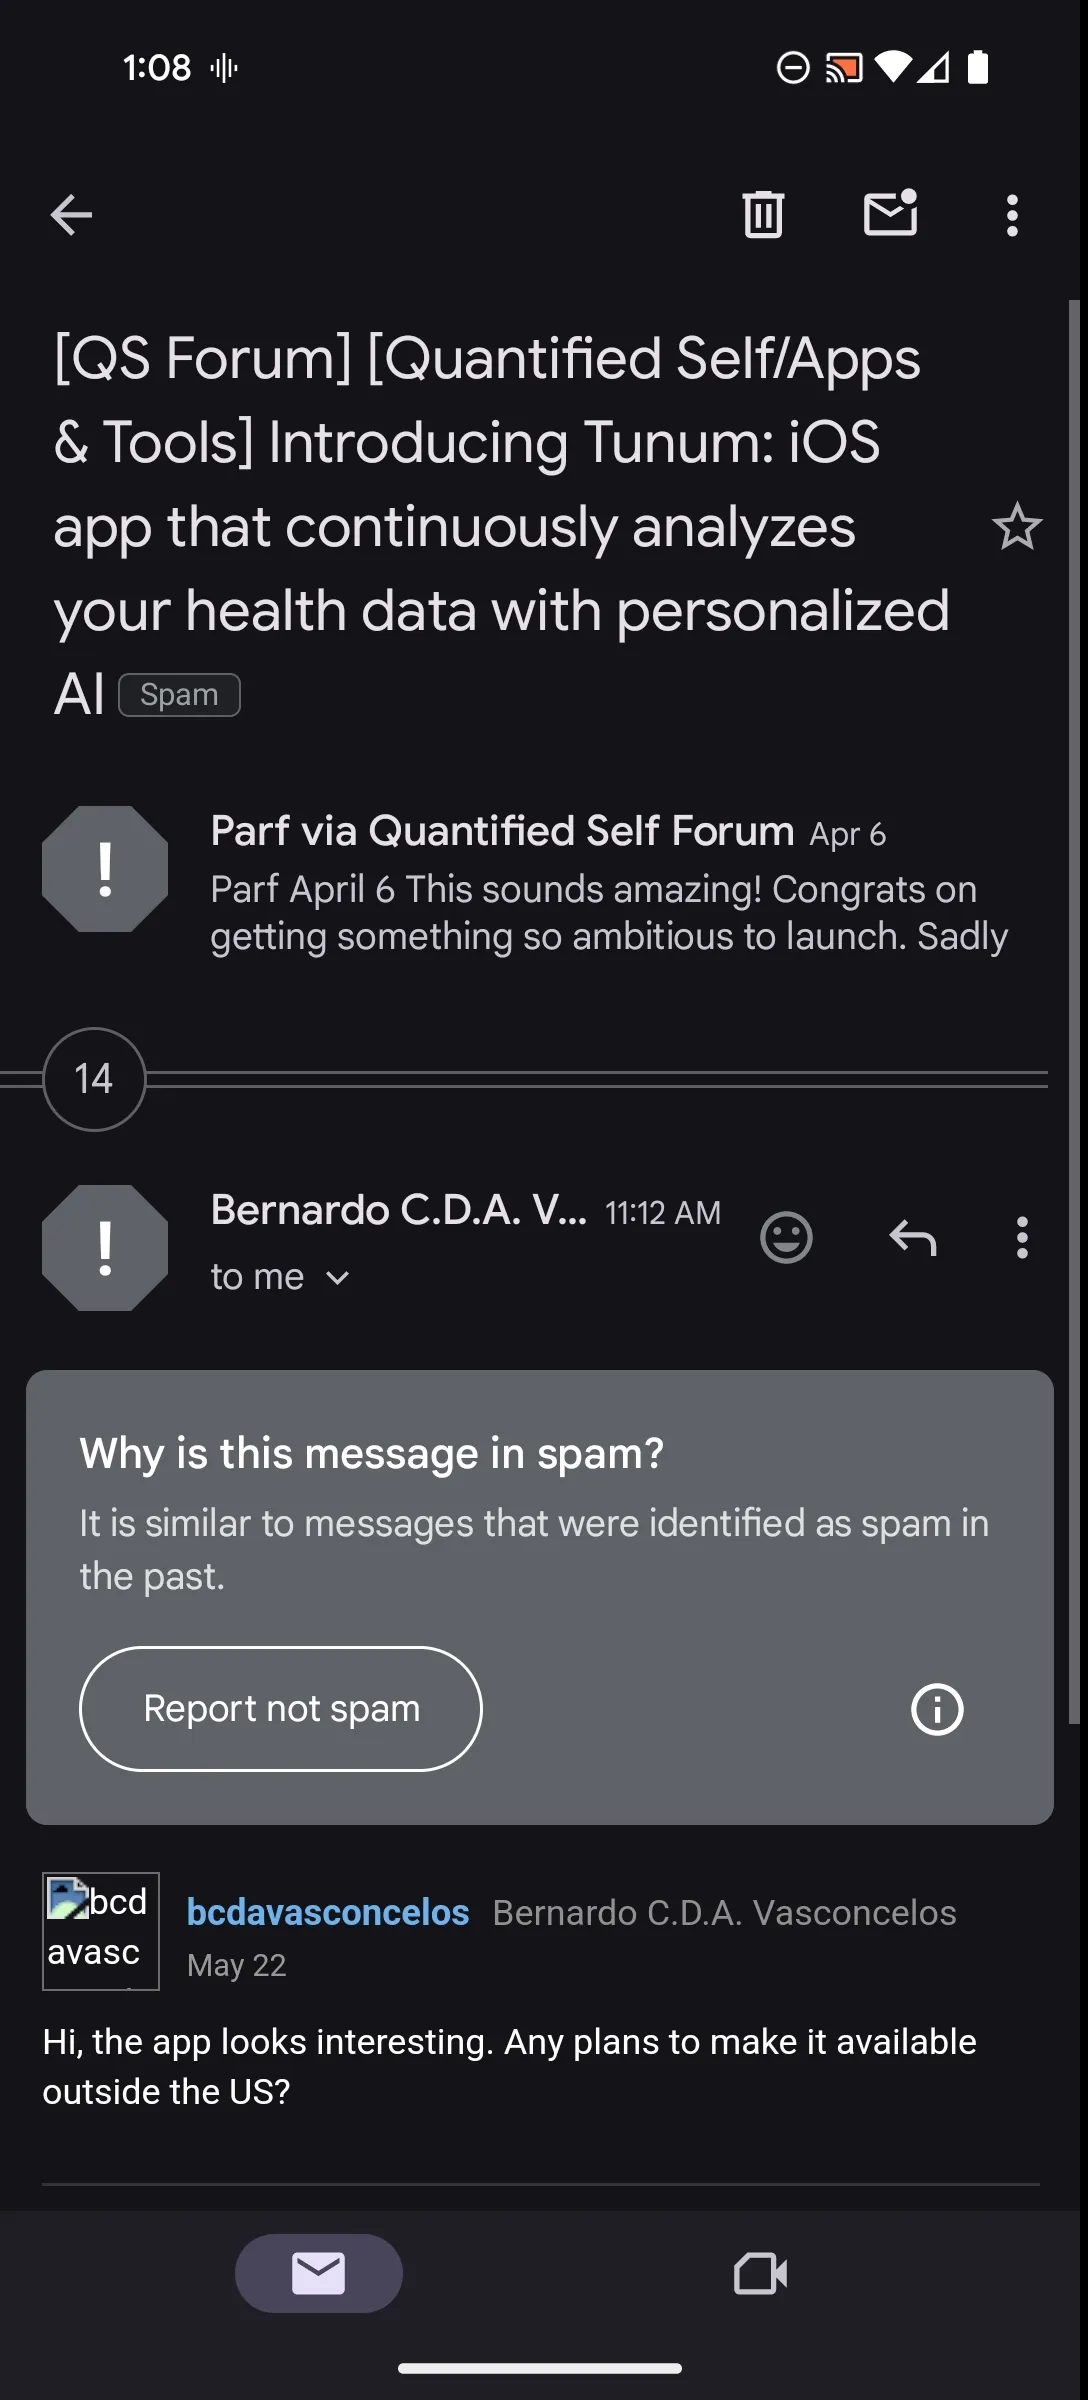 1:08
[QS Forum] [Quantified Self/Apps
& Tools] Introducing Tunum: iOS
app that continuously analyzes
your health data with personalized
AI Spam
Parf via Quantified Self Forum Apr 6
Parf April 6 This sounds amazing! Congrats on
getting something so ambitious to launch. Sadly
14
Bernardo C.D.A. V... 11:12 AM
to me
Why is this message in spam?
It is similar to messages that were identified as spam in
the past.
Report not spam
bcd
avasc
bcdavasconcelos Bernardo C.D.A. Vasconcelos
May 22
Hi, the app looks interesting. Any plans to make it available
outside the US?